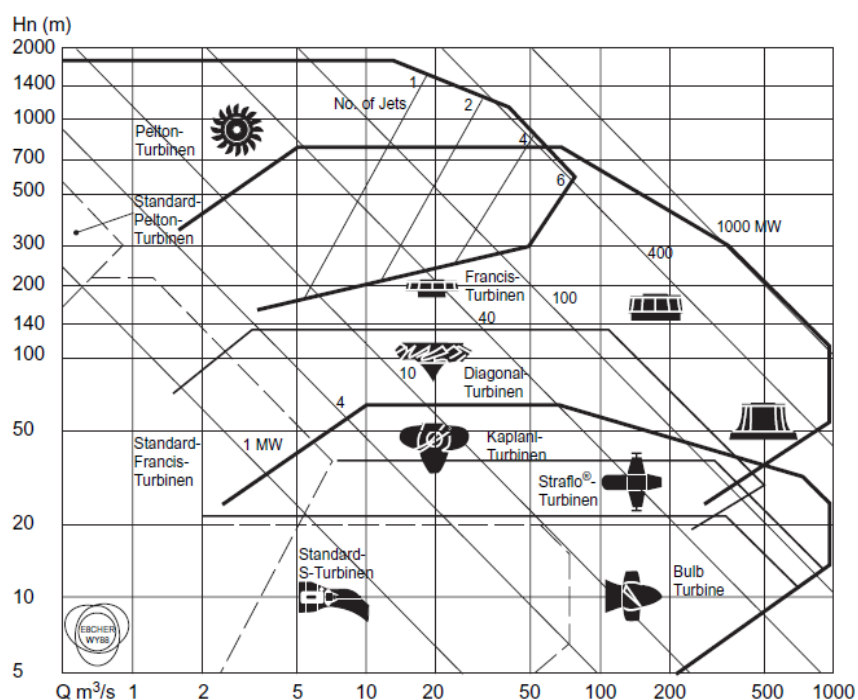 Hn (m)
2000
1400
1000
700
500
300
200
140
100
50
20
10
5
No. of Jets
1
2
4
6
Pelton-
Turbinen
Standard-
Pelton-
Turbinen
1000 MW
400
Francis-
Turbinen
100
40
10
Diagonal-
Turbinen
4
1 MW
Standard-
Francis-
Turbinen
Kaplanl-
Turbinen
Straflo®-
Turbinen
Standard-
S-Turbinen
Bulb
Turbine
EBCHER
WY88
Q m³/s 1 2 5 10 20 50 100 200 500 1000